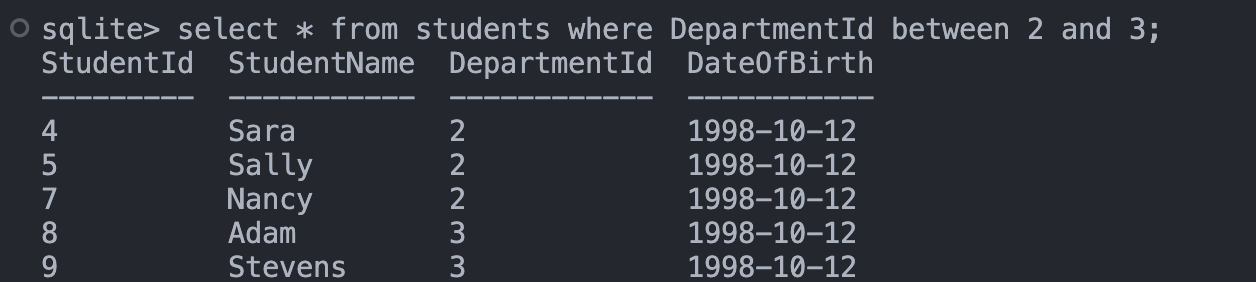 sqlite> select * from students where DepartmentId between 2 and 3;
StudentId  StudentName  DepartmentId  DateOfBirth
---------  -----------  ------------  -----------
4          Sara         2             1998-10-12
5          Sally        2             1998-10-12
7          Nancy        2             1998-10-12
8          Adam         3             1998-10-12
9          Stevens      3             1998-10-12